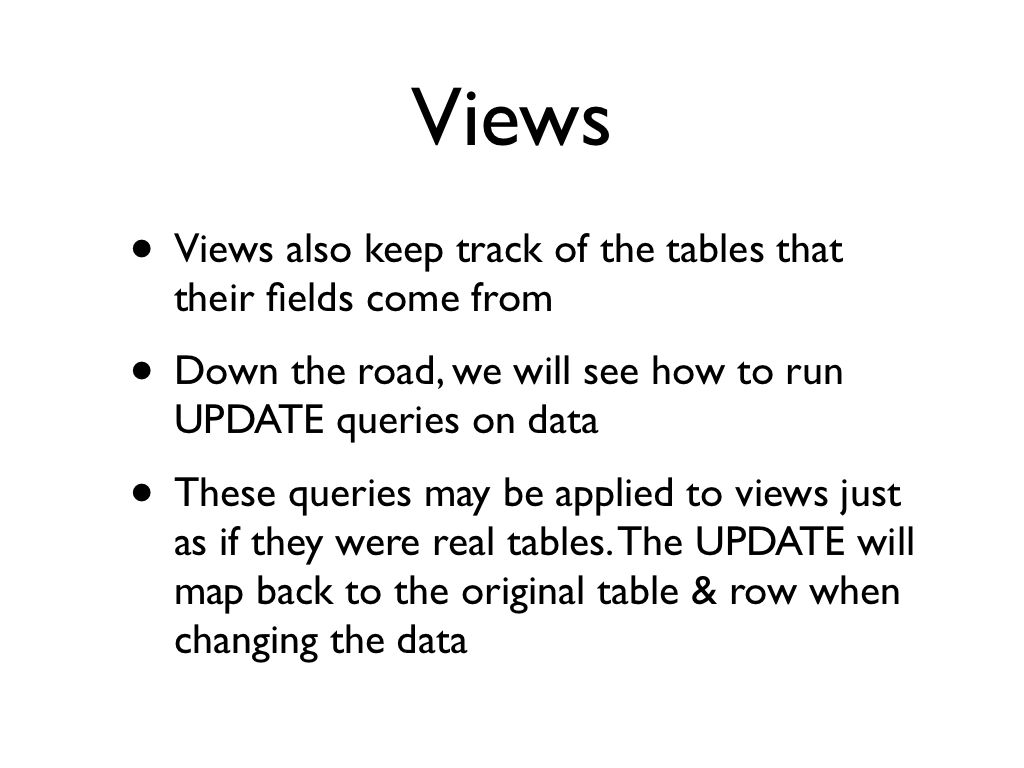 Views
• Views also keep track of the tables that
their fields come from
• Down the road, we will see how to run
UPDATE queries on data
• These queries may be applied to views just
as if they were real tables. The UPDATE will
map back to the original table & row when
changing the data